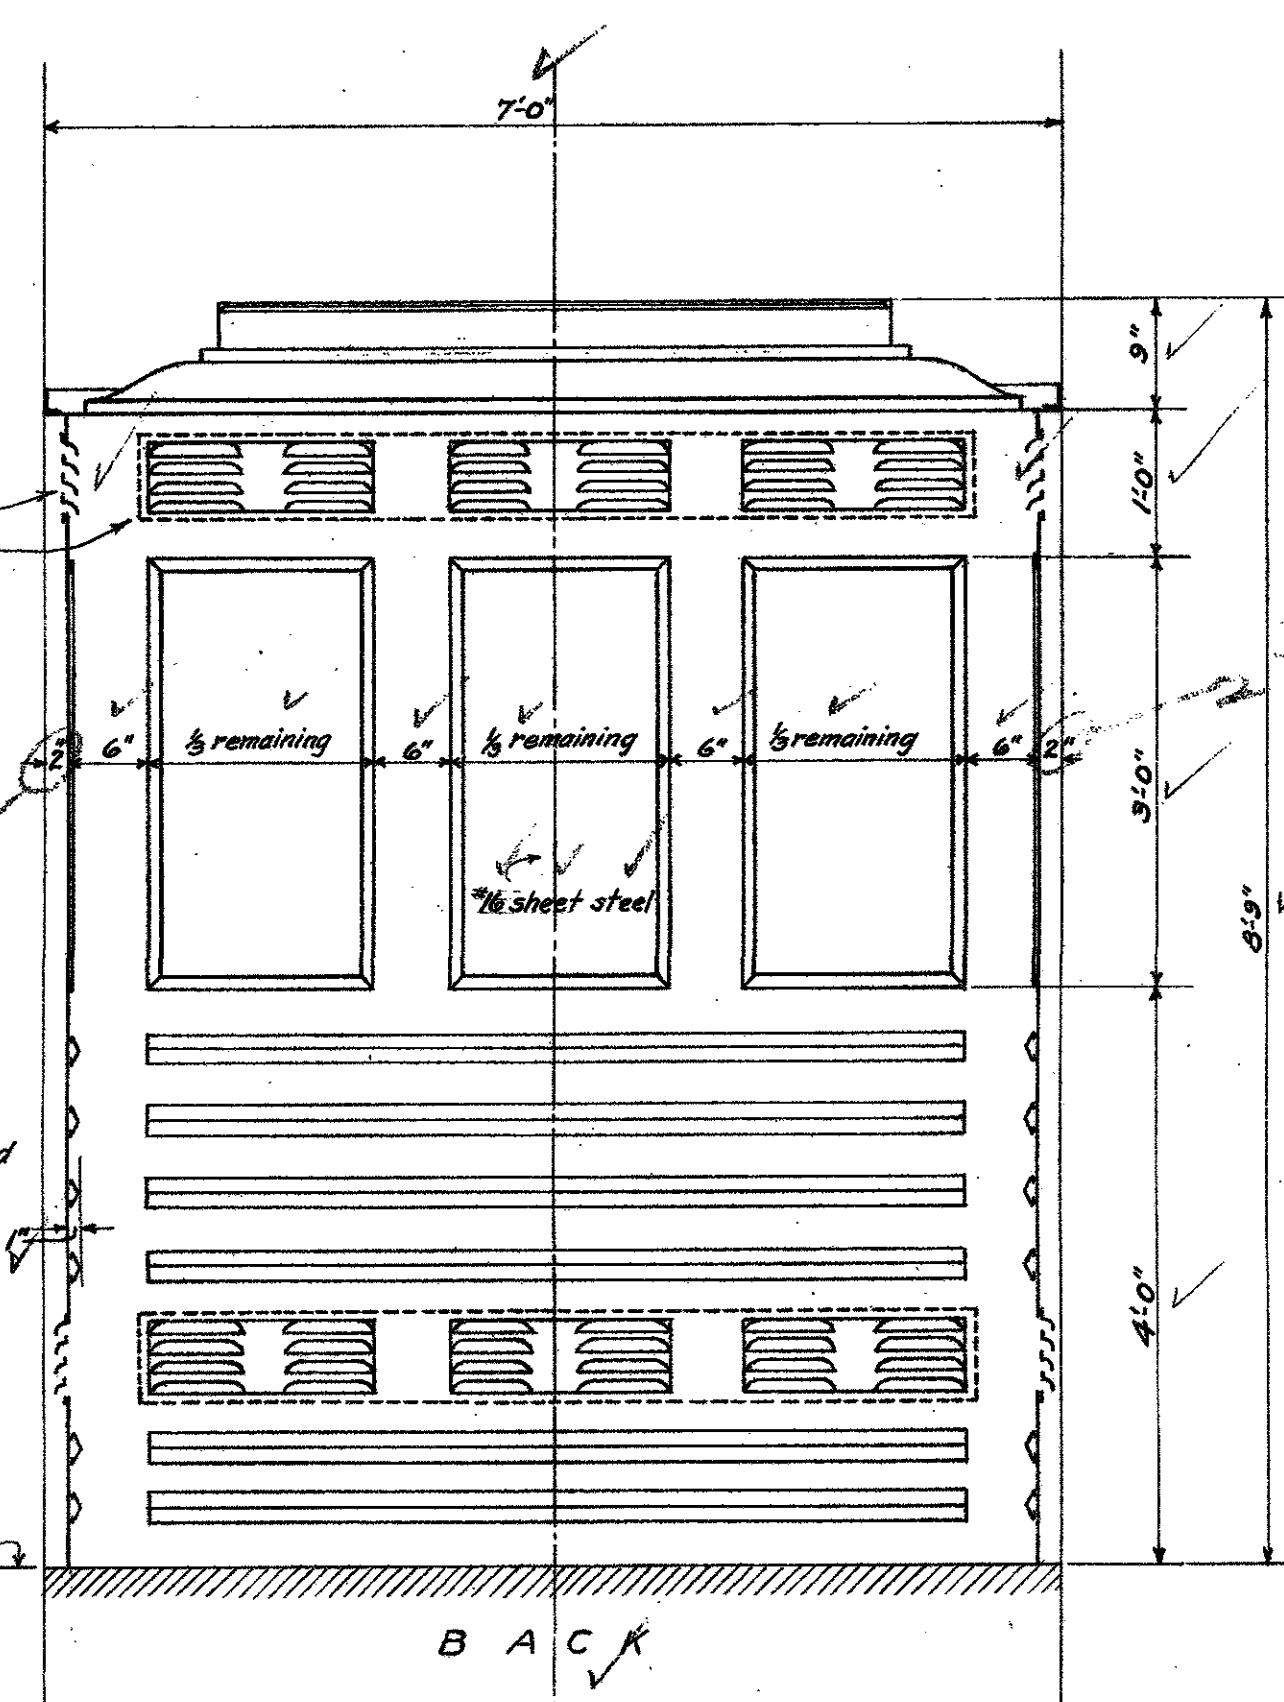 7'-0"
9"
1'-0"
2" 6" ⅓ remaining 6" ⅓ remaining 6" ⅓ remaining 6" 2"
3'-0"
#16 sheet steel
8'-9"
d
1"
4'-0"
B A C K